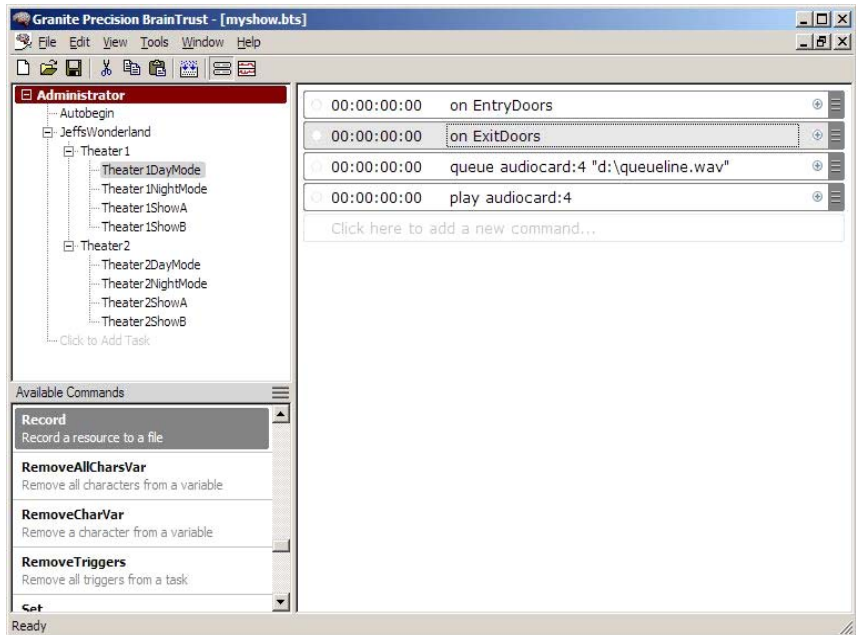 Granite Precision BrainTrust - [myshow.bts]
File Edit View Tools Window Help
Administrator
Autobegin
JeffsWonderland
Theater1
Theater1DayMode
Theater1NightMode
Theater1ShowA
Theater1ShowB
Theater2
Theater2DayMode
Theater2NightMode
Theater2ShowA
Theater2ShowB
Click to Add Task
Available Commands
Record
Record a resource to a file
RemoveAllCharsVar
Remove all characters from a variable
RemoveCharVar
Remove a character from a variable
RemoveTriggers
Remove all triggers from a task
Set
00:00:00:00 on EntryDoors
00:00:00:00 on ExitDoors
00:00:00:00 queue audiocard:4 "d:\queueline.wav"
00:00:00:00 play audiocard:4
Click here to add a new command...
Ready